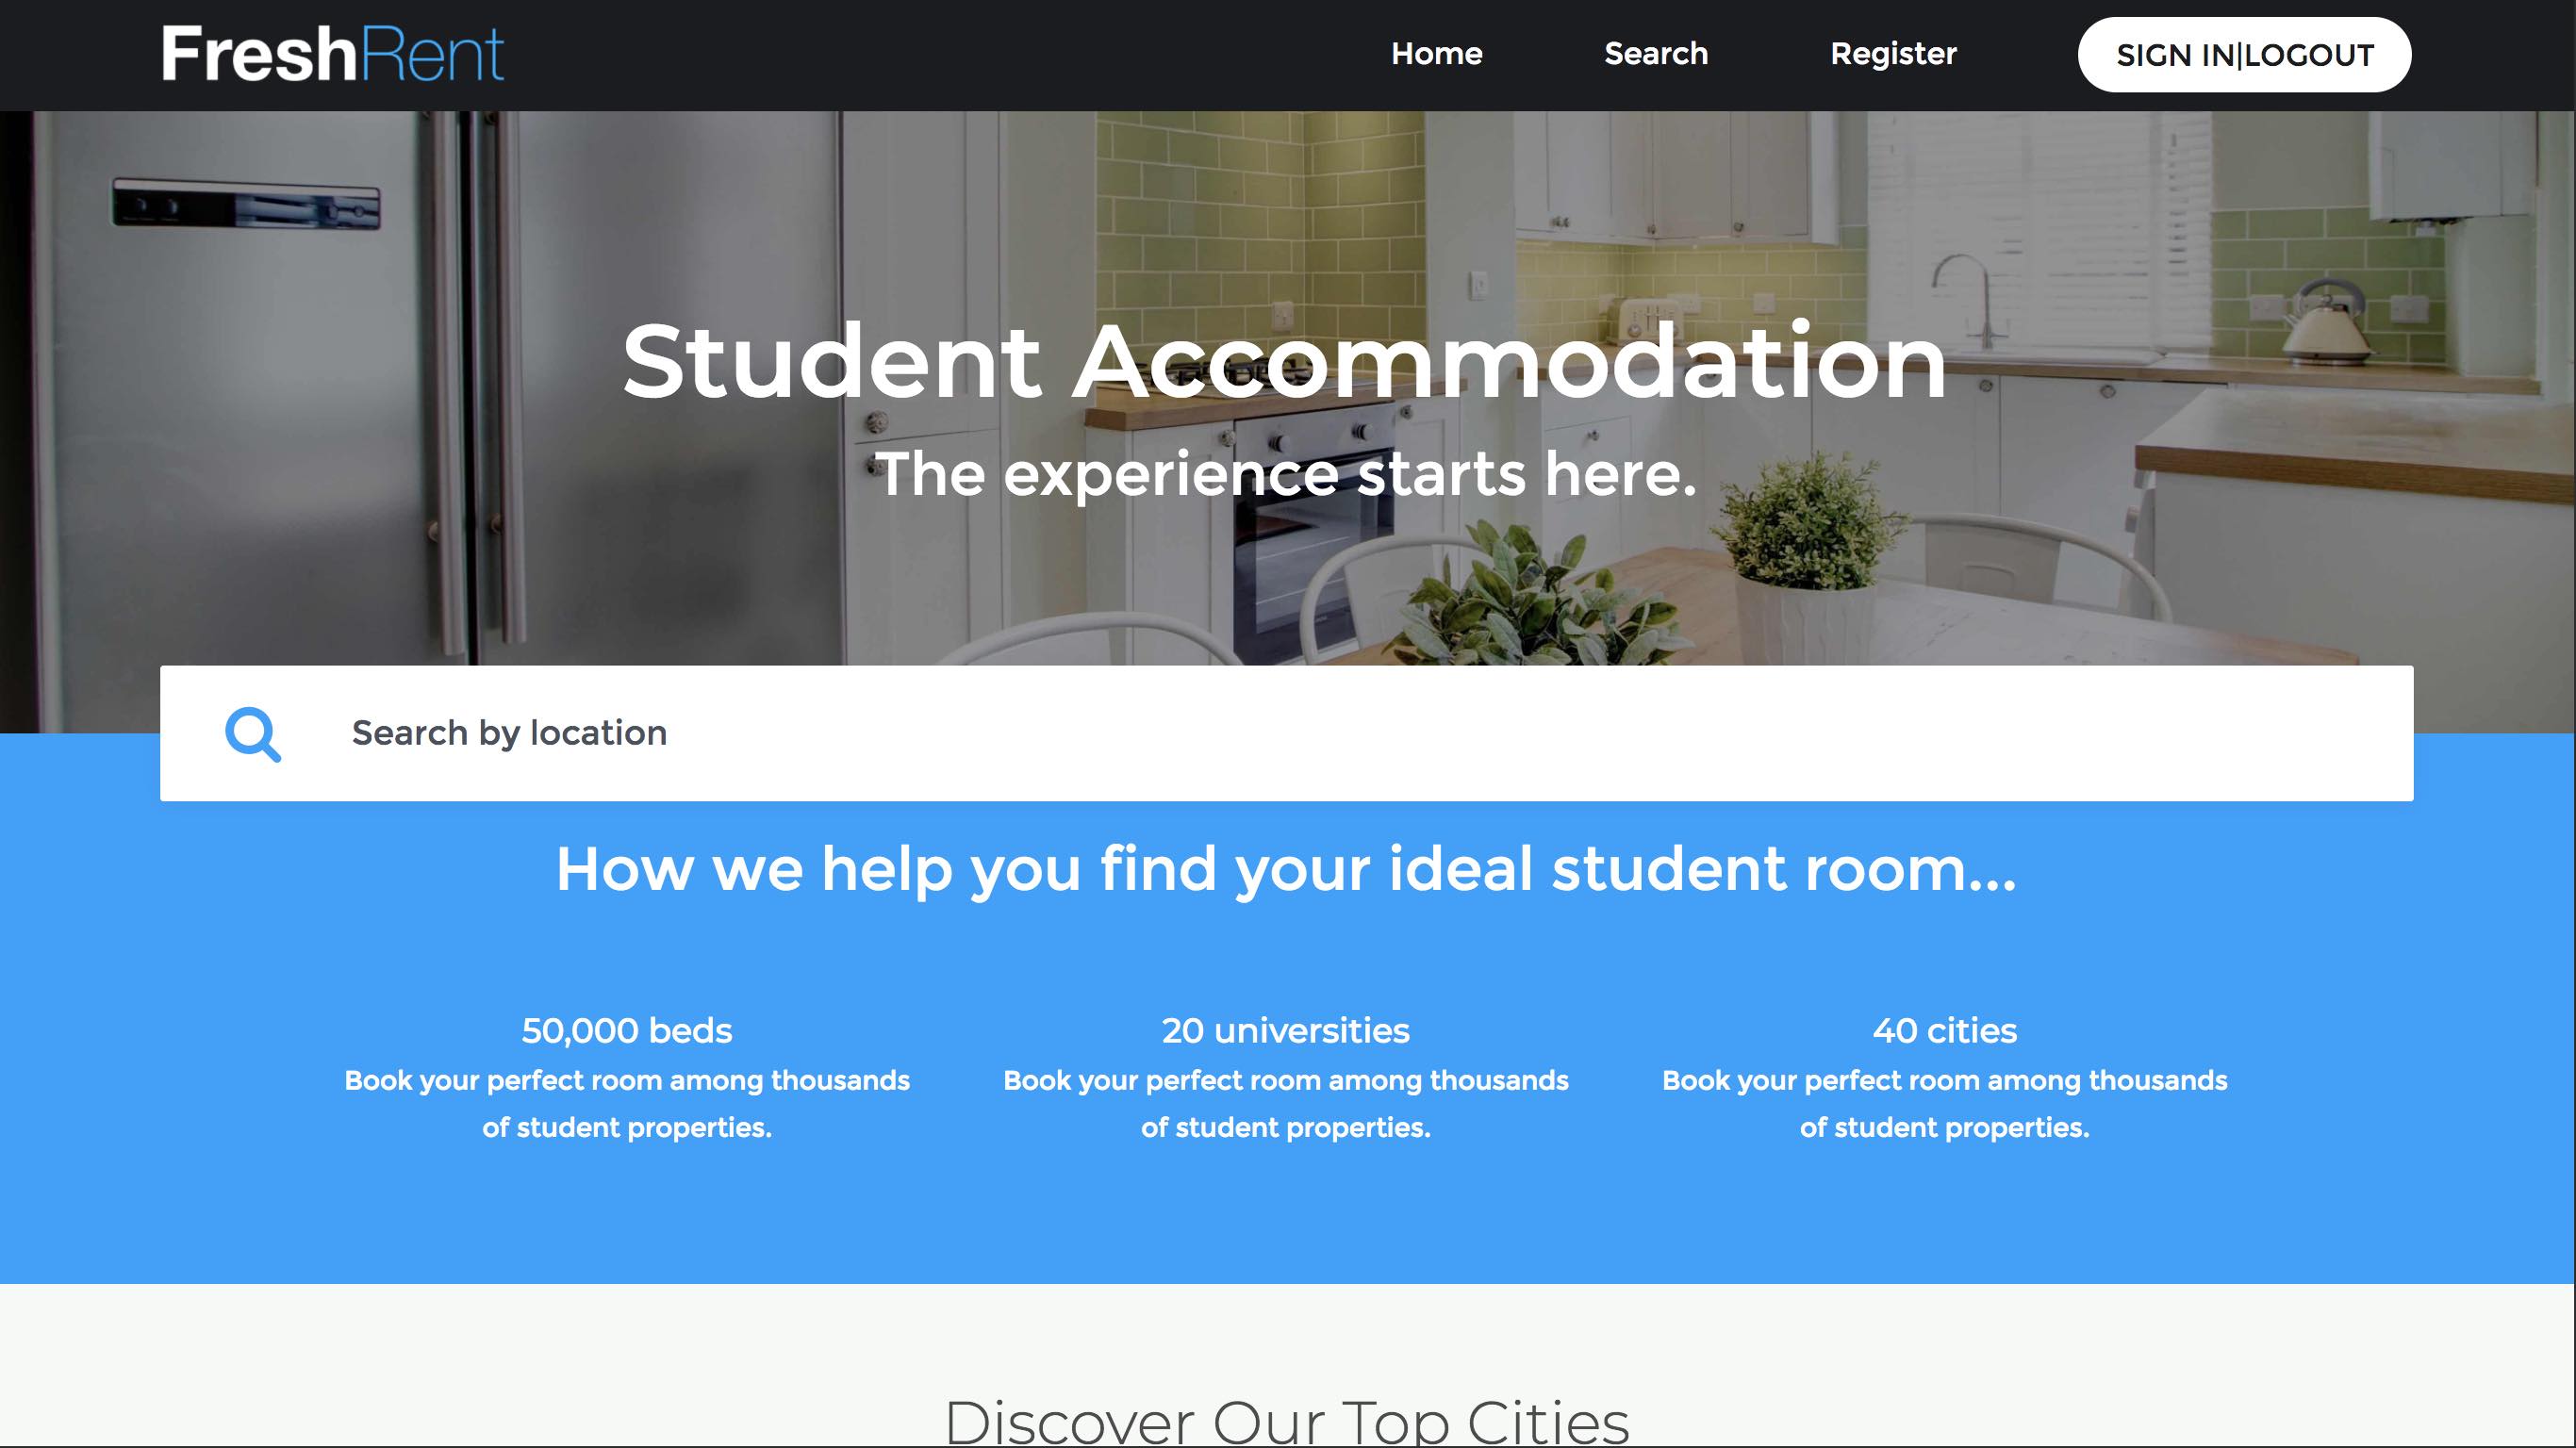 FreshRent
Home Search Register SIGN IN|LOGOUT
Student Accommodation
The experience starts here.
Search by location
How we help you find your ideal student room...
50,000 beds
Book your perfect room among thousands
of student properties.
20 universities
Book your perfect room among thousands
of student properties.
40 cities
Book your perfect room among thousands
of student properties.
Discover Our Top Cities